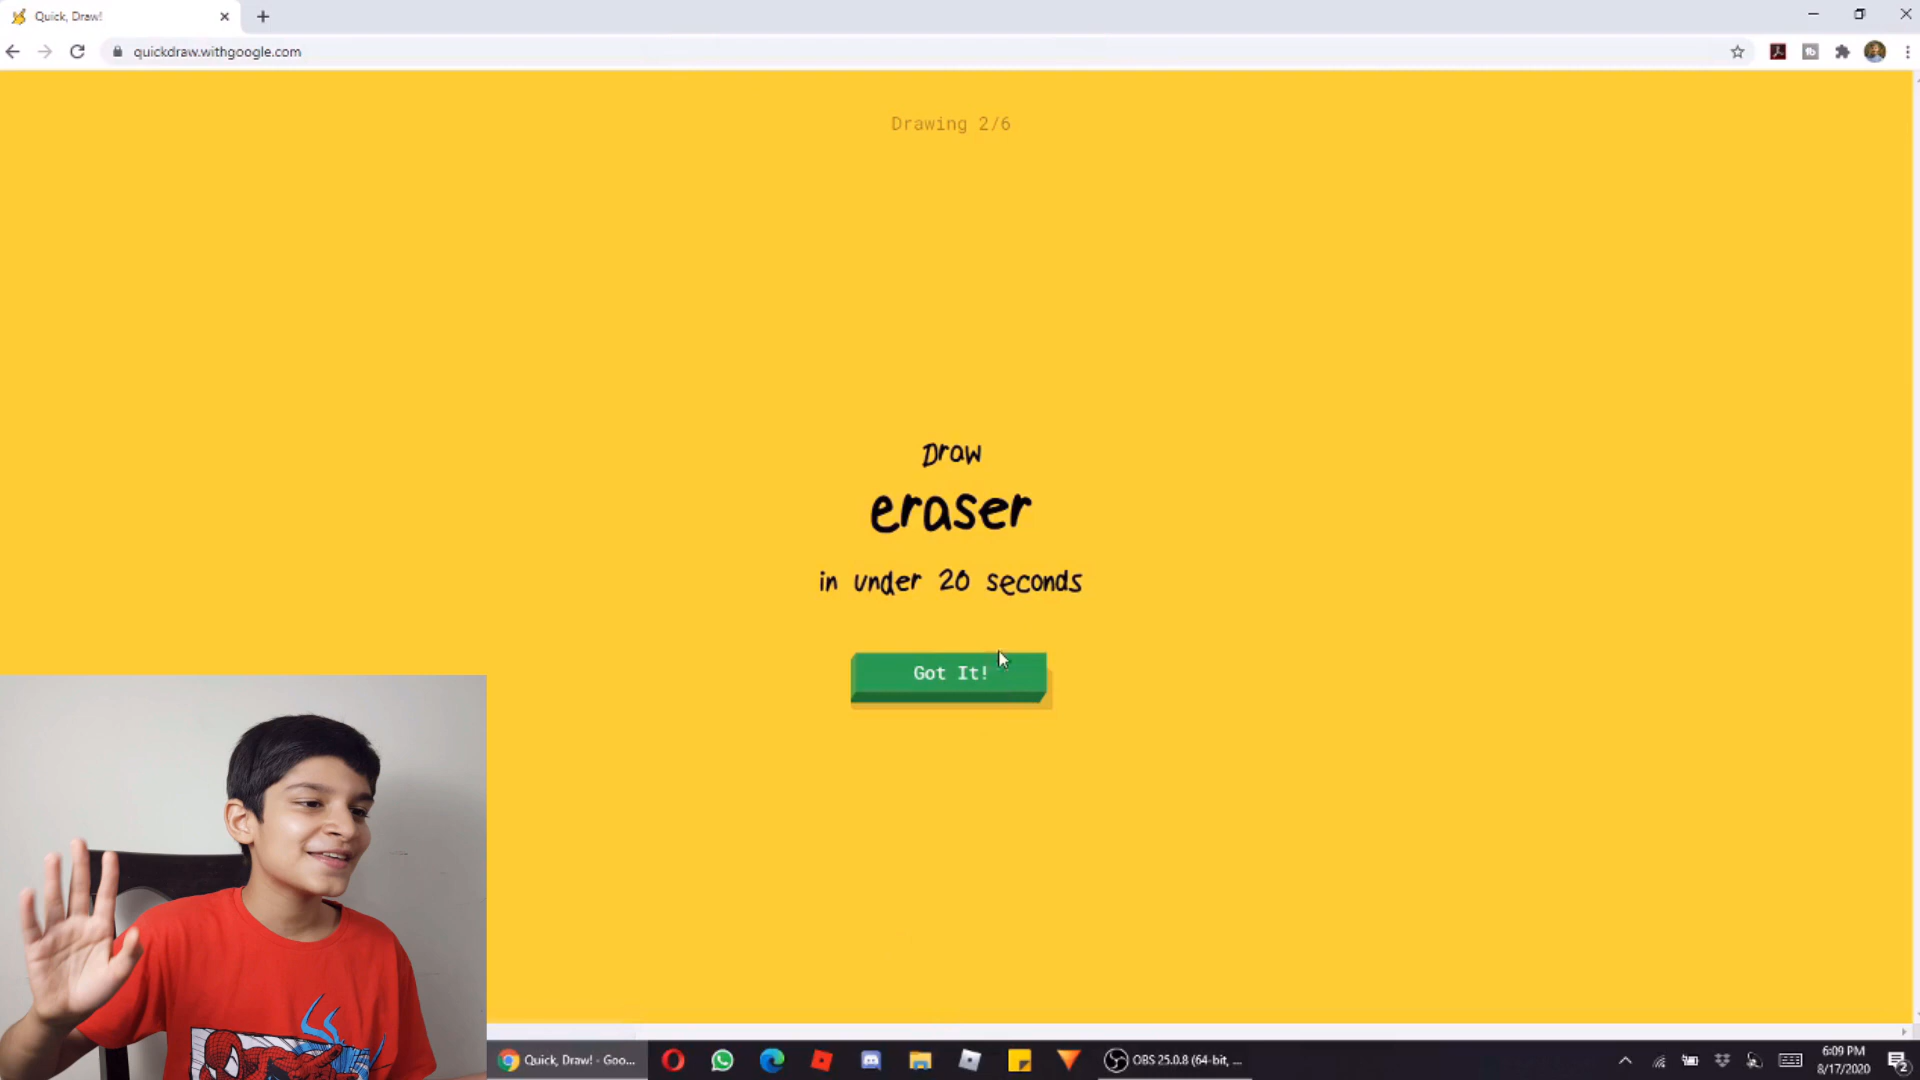 Quick, Draw!
quickdraw.withgoogle.com
Drawing 2/6
Draw
eraser
in under 20 seconds
Got It!
Quick, Draw! - Goo...
OBS 25.0.8 (64-bit, ...
6:09 PM
8/17/2020
2